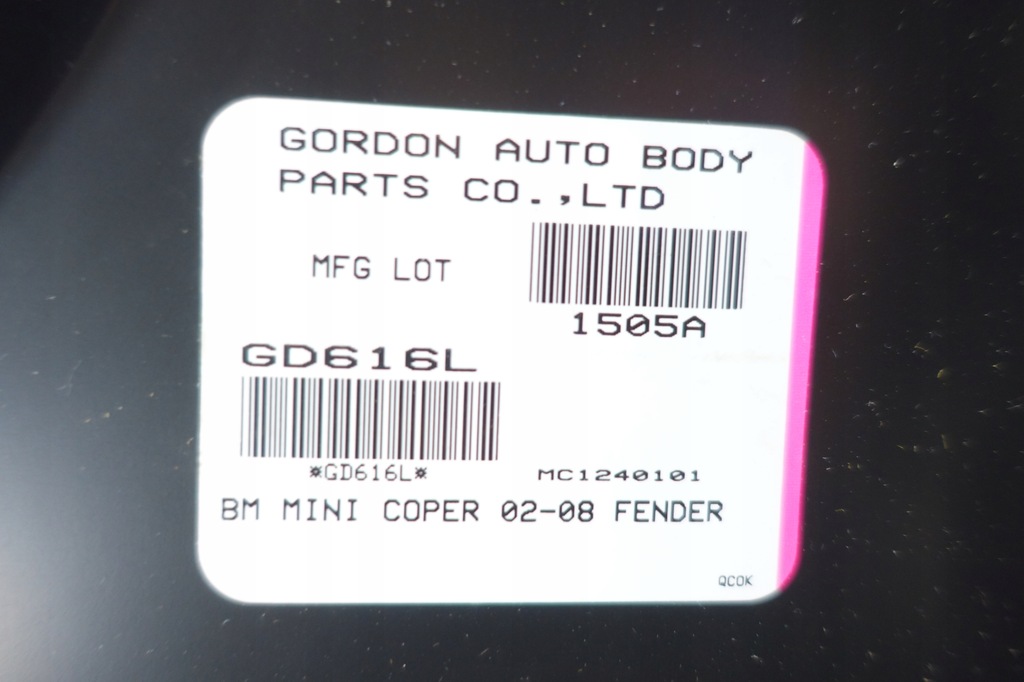 GORDON AUTO BODY
PARTS CO.,LTD
MFG LOT
1505A
GD616L
*GD616L*
MC1240101
BM MINI COPER 02-08 FENDER
QCOK